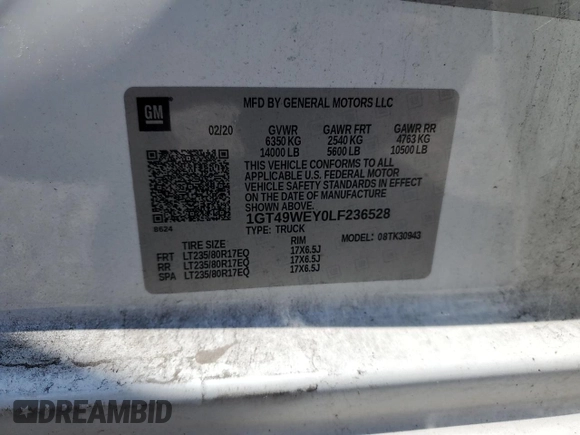 GM
MFD BY GENERAL MOTORS LLC
02/20
GVWR GAWR FRT GAWR RR
6350 KG 2540 KG 4763 KG
14000 LB 5600 LB 10500 LB
THIS VEHICLE CONFORMS TO ALL
APPLICABLE U.S. FEDERAL MOTOR
VEHICLE SAFETY STANDARDS IN EFFECT
ON THE DATE OF MANUFACTURE
SHOWN ABOVE.
1GT49WEY0LF236528
8624
TYPE: TRUCK MODEL: 08TK30943
TIRE SIZE RIM
FRT LT235/80R17EQ 17X6.5J
RR LT235/80R17EQ 17X6.5J
SPA LT235/80R17EQ 17X6.5J
DREAMBID